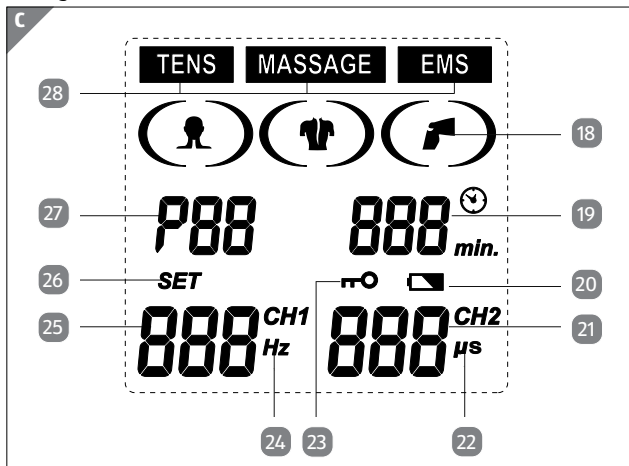 C
TENS MASSAGE EMS
28
18
27 P88 888 min. 19
26 SET 20
25 888 CH1 Hz 888 CH2 µs 21
24 23 22